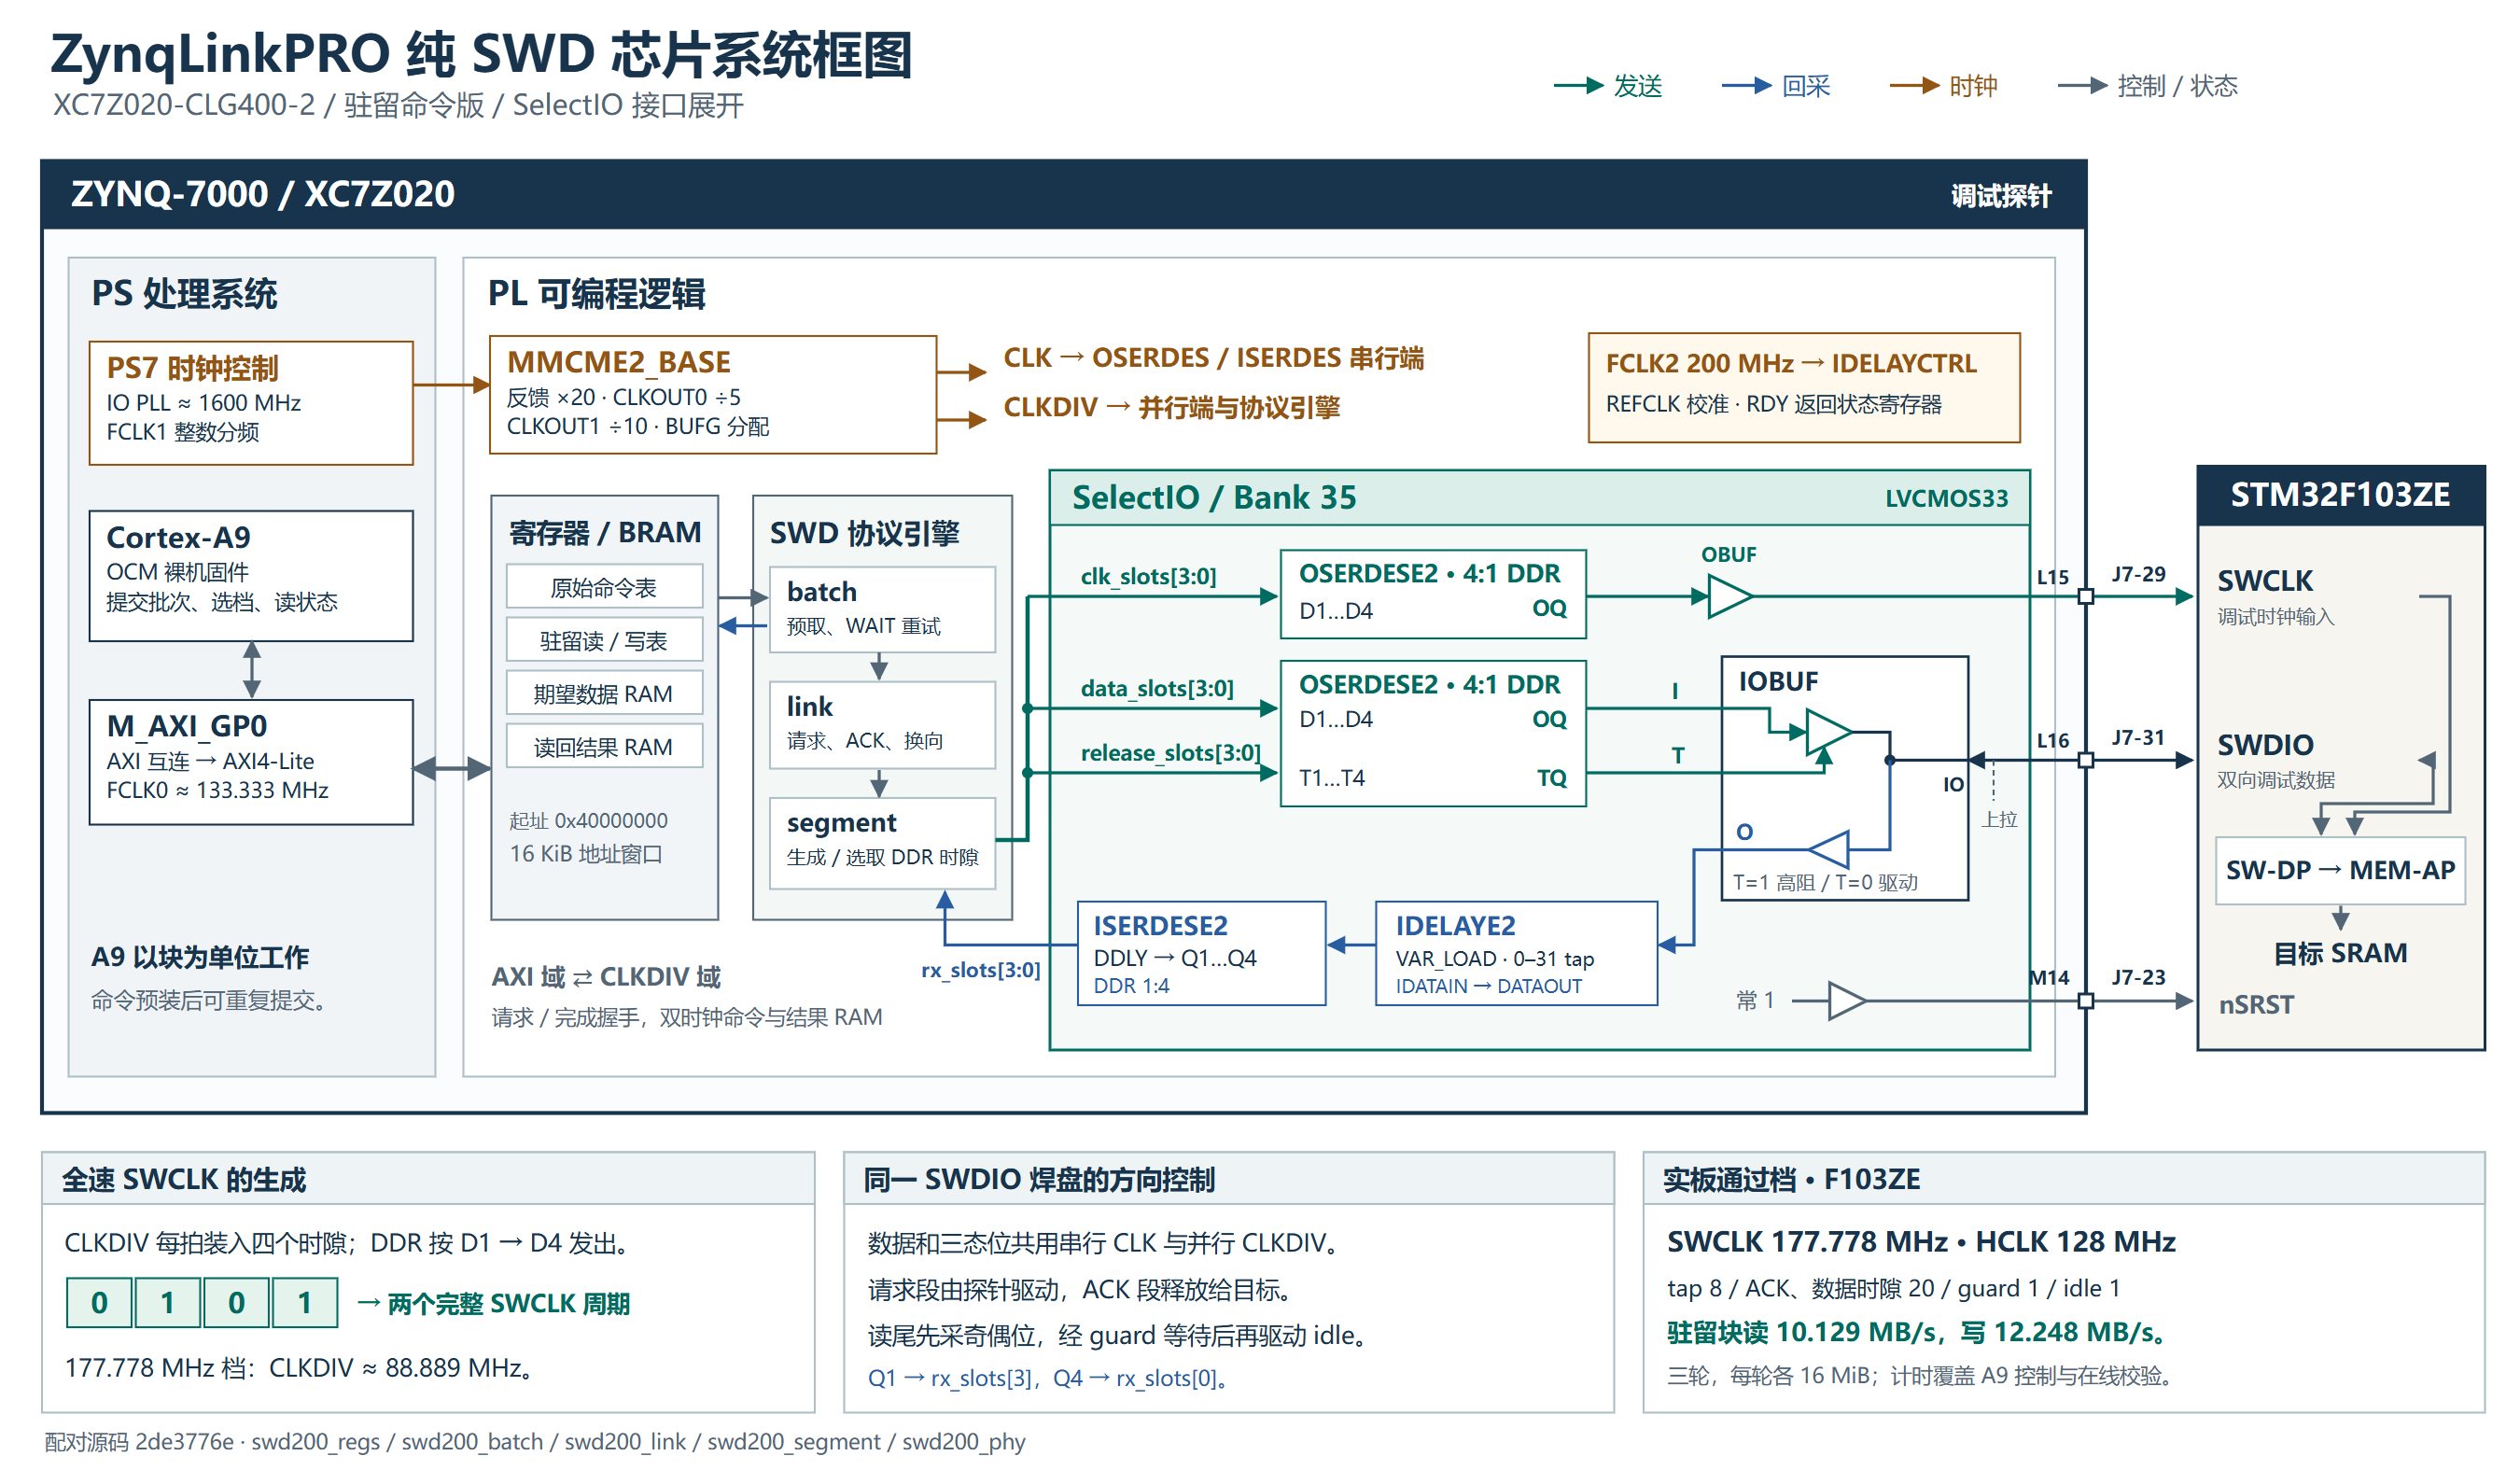 ZynqLinkPRO 纯 SWD 芯片系统框图
XC7Z020-CLG400-2 / 驻留命令版 / SelectIO 接口展开
发送
回采
时钟
控制 / 状态
ZYNQ-7000 / XC7Z020
调试探针
PS 处理系统
PS7 时钟控制
IO PLL ≈ 1600 MHz
FCLK1 整数分频
Cortex-A9
OCM 裸机固件
提交批次、选档、读状态
M_AXI_GP0
AXI 互连 → AXI4-Lite
FCLK0 ≈ 133.333 MHz
A9 以块为单位工作
命令预装后可重复提交。
PL 可编程逻辑
MMCME2_BASE
反馈 ×20 · CLKOUT0 ÷5
CLKOUT1 ÷10 · BUFG 分配
CLK → OSERDES / ISERDES 串行端
CLKDIV → 并行端与协议引擎
FCLK2 200 MHz → IDELAYCTRL
REFCLK 校准 · RDY 返回状态寄存器
寄存器 / BRAM
原始命令表
驻留读 / 写表
期望数据 RAM
读回结果 RAM
起址 0x40000000
16 KiB 地址窗口
SWD 协议引擎
batch
预取、WAIT 重试
link
请求、ACK、换向
segment
生成 / 选取 DDR 时隙
AXI 域 ⇄ CLKDIV 域
请求 / 完成握手，双时钟命令与结果 RAM
rx_slots[3:0]
SelectIO / Bank 35
LVCMOS33
clk_slots[3:0]
OSERDESE2 • 4:1 DDR
D1…D4
OQ
OBUF
data_slots[3:0]
release_slots[3:0]
OSERDESE2 • 4:1 DDR
D1…D4
OQ
T1…T4
TQ
I
T
IOBUF
IO
O
T=1 高阻 / T=0 驱动
上拉
ISERDESE2
DDLY → Q1…Q4
DDR 1:4
IDELAYE2
VAR_LOAD · 0–31 tap
IDATAIN → DATAOUT
常 1
L15
J7-29
L16
J7-31
M14
J7-23
STM32F103ZE
SWCLK
调试时钟输入
SWDIO
双向调试数据
SW-DP → MEM-AP
目标 SRAM
nSRST
全速 SWCLK 的生成
CLKDIV 每拍装入四个时隙；DDR 按 D1 → D4 发出。
0 1 0 1 → 两个完整 SWCLK 周期
177.778 MHz 档：CLKDIV ≈ 88.889 MHz。
同一 SWDIO 焊盘的方向控制
数据和三态位共用串行 CLK 与并行 CLKDIV。
请求段由探针驱动，ACK 段释放给目标。
读尾先采奇偶位，经 guard 等待后再驱动 idle。
Q1 → rx_slots[3]，Q4 → rx_slots[0]。
实板通过档 • F103ZE
SWCLK 177.778 MHz • HCLK 128 MHz
tap 8 / ACK、数据时隙 20 / guard 1 / idle 1
驻留块读 10.129 MB/s，写 12.248 MB/s。
三轮，每轮各 16 MiB；计时覆盖 A9 控制与在线校验。
配对源码 2de3776e · swd200_regs / swd200_batch / swd200_link / swd200_segment / swd200_phy